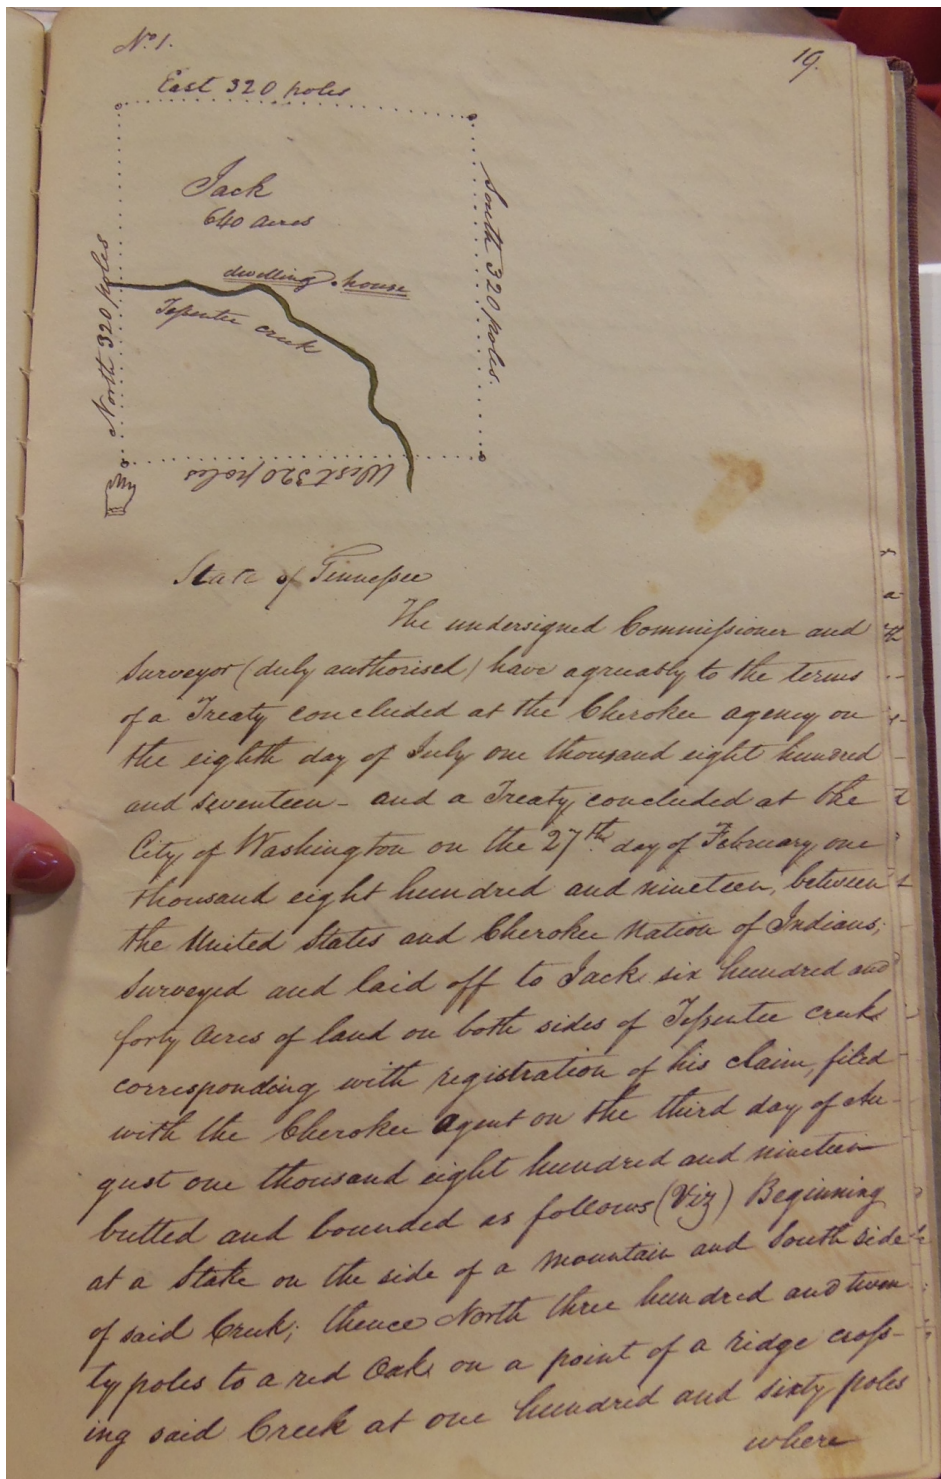 No. 1.
19.
East 320 poles
Jack
640 acres
South 320 poles.
dwelling house
North 320 poles
creek
West 320 poles
State of Tennessee
The undersigned Commissioner and
Surveyor (duly authorised) have agreeably to the terms
of a Treaty concluded at the Cherokee agency on
the eighth day of July one thousand eight hundred
and seventeen - and a Treaty concluded at the
City of Washington on the 27th day of February one
thousand eight hundred and nineteen, between
the United States and Cherokee Nation of Indians;
Surveyed and laid off to Jack six hundred and
forty acres of land on both sides of creek
corresponding with registration of his claim, filed
with the Cherokee Agent on the third day of Au-
gust one thousand eight hundred and nineteen
butted and bounded as follows (Viz) Beginning
at a Stake on the side of a mountain and South side
of said Creek; thence North three hundred and twen
ty poles to a red Oak on a point of a ridge cross-
ing said Creek at one hundred and sixty poles
where